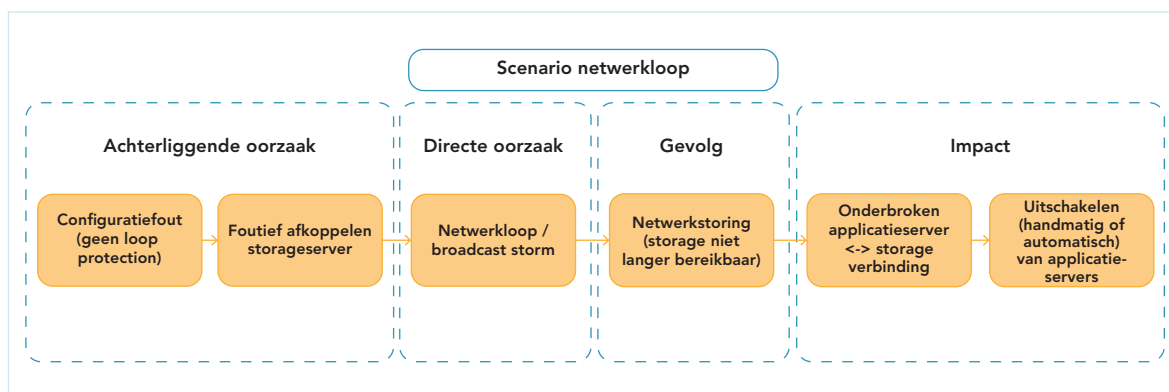 Scenario netwerkloop
Achterliggende oorzaak
Configuratiefout
(geen loop
protection)
Foutief afkoppelen
storageserver
Directe oorzaak
Netwerkloop /
broadcast storm
Gevolg
Netwerkstoring
(storage niet
langer bereikbaar)
Impact
Onderbroken
applicatieserver
<-> storage
verbinding
Uitschakelen
(handmatig of
automatisch)
van applicatie-
servers